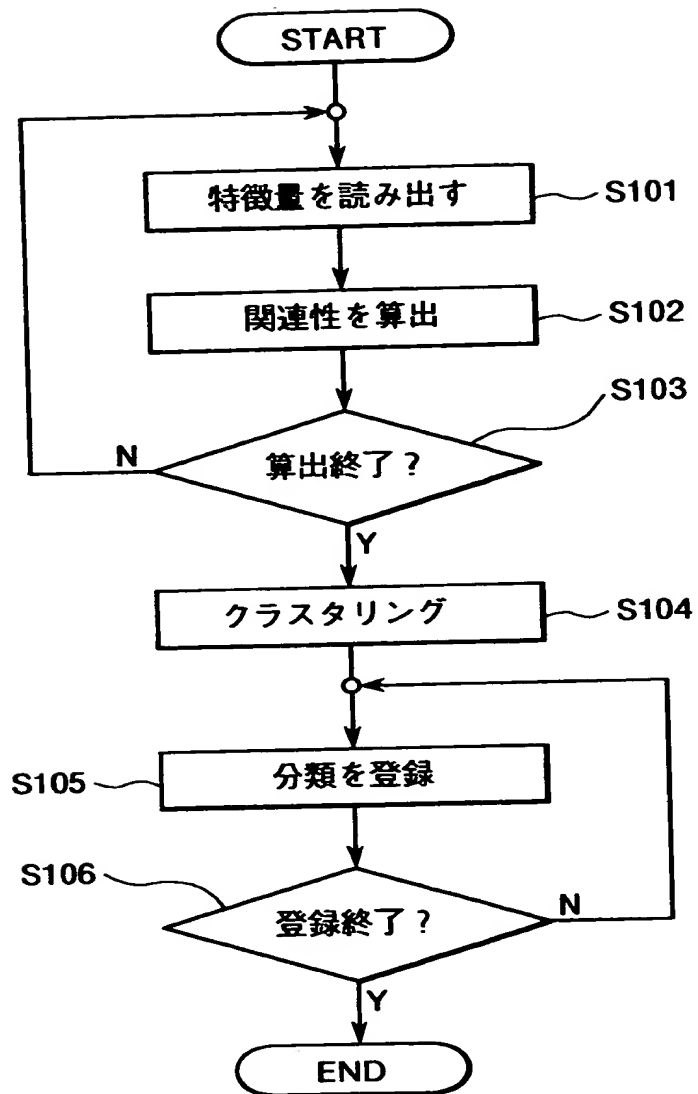 START
特徴量を読み出す
S101
関連性を算出
S102
S103
算出終了?
N
Y
クラスタリング
S104
分類を登録
S105
S106
登録終了?
N
Y
END